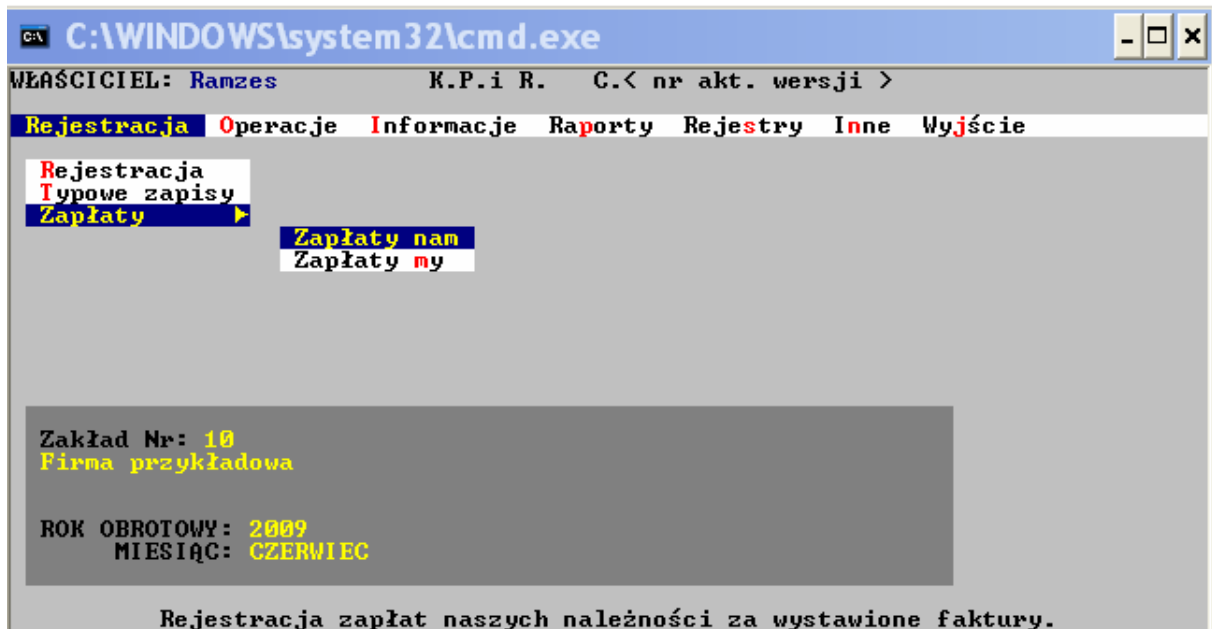 C:\WINDOWS\system32\cmd.exe
WŁAŚCICIEL: Ramzes K.P.i R. C.< nr akt. wersji >
Rejestracja Operacje Informacje Raporty Rejestry Inne Wyjście
Rejestracja
Typowe zapisy
Zapłaty
Zapłaty nam
Zapłaty my
Zakład Nr: 10
Firma przykładowa
ROK OBROTOWY: 2009
MIESIĄC: CZERWIEC
Rejestracja zapłat naszych należności za wystawione faktury.